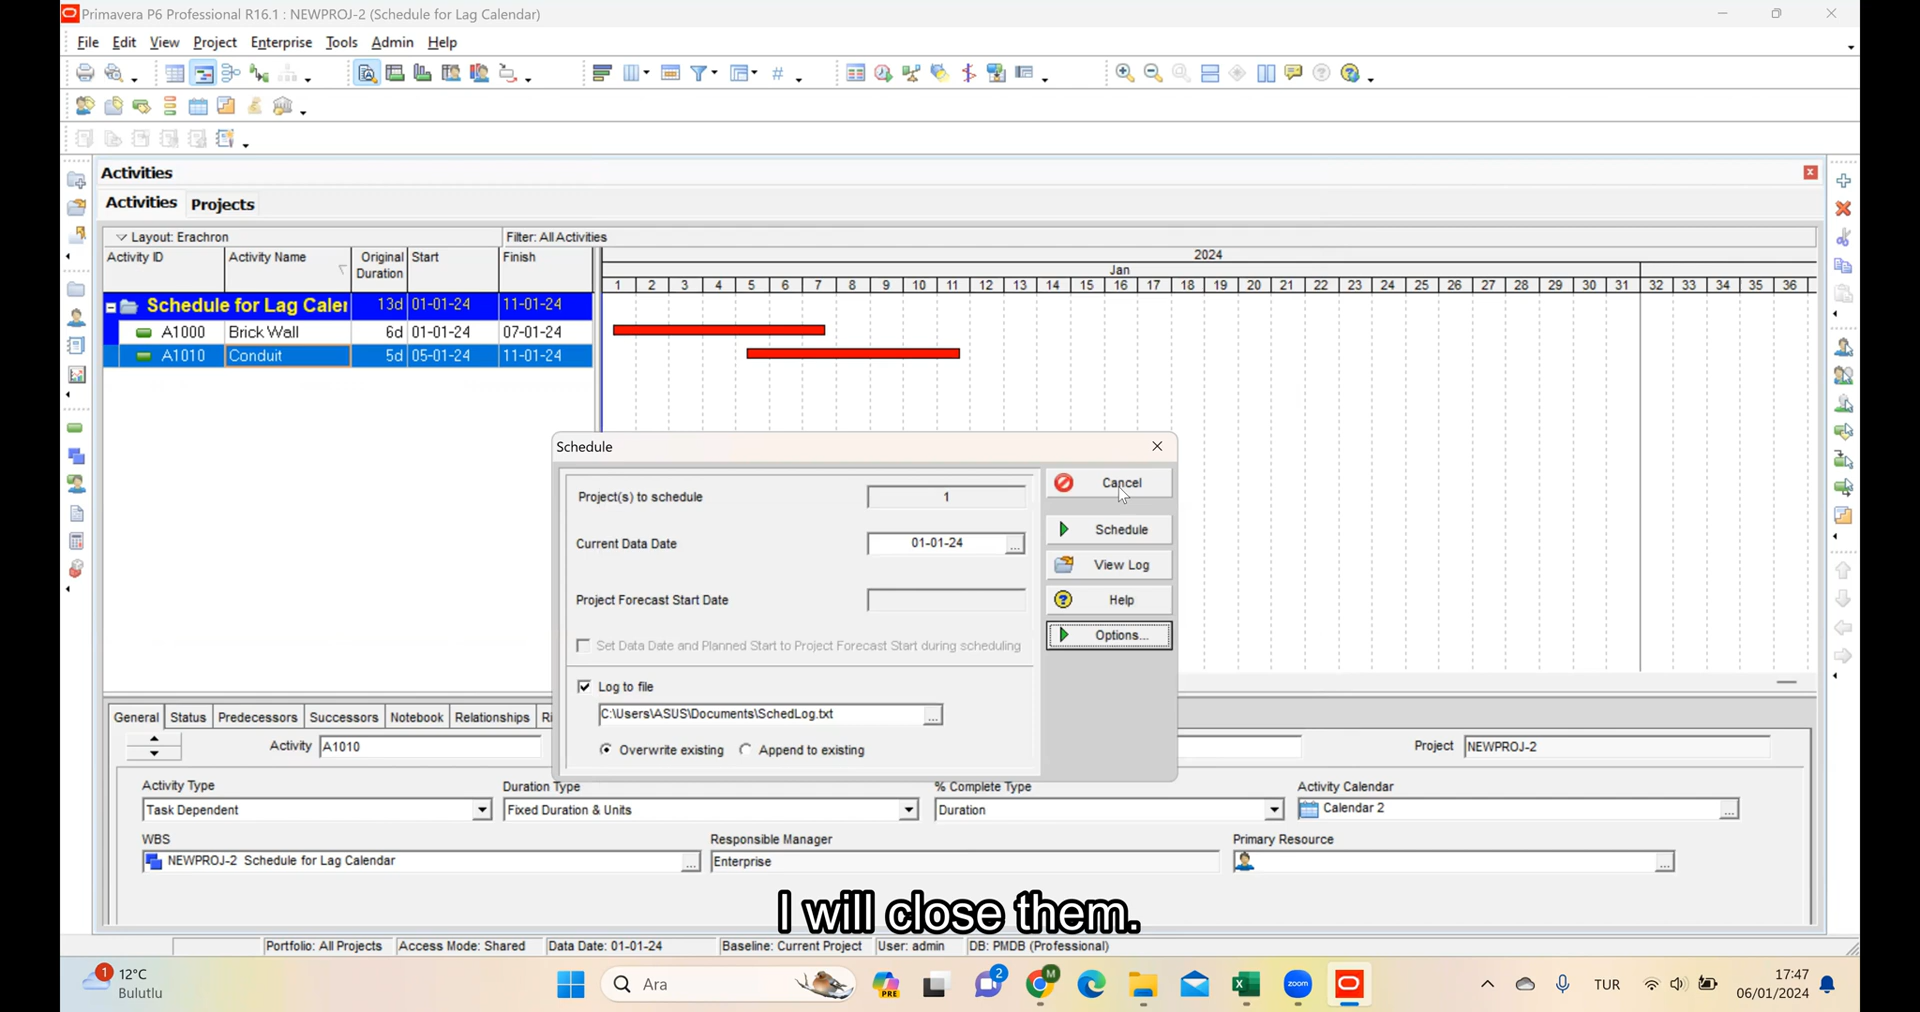 Primavera P6 Professional R16.1 : NEWPROJ-2 (Schedule for Lag Calendar)
File Edit View Project Enterprise Tools Admin Help
Activities
Activities Projects
Layout: Erachron Filter: All Activities
Activity ID Activity Name Original Duration Start Finish
2024
Jan
1 2 3 4 5 6 7 8 9 10 11 12 13 14 15 16 17 18 19 20 21 22 23 24 25 26 27 28 29 30 31 32 33 34 35 36
Schedule for Lag Caler 13d 01-01-24 11-01-24
A1000 Brick Wall 6d 01-01-24 07-01-24
A1010 Conduit 5d 05-01-24 11-01-24
Schedule
Project(s) to schedule 1 Cancel
Current Data Date 01-01-24 ... Schedule
View Log
Project Forecast Start Date Help
Set Data Date and Planned Start to Project Forecast Start during scheduling Options...
Log to file
C:\Users\ASUS\Documents\SchedLog.txt ...
Overwrite existing Append to existing
General Status Predecessors Successors Notebook Relationships Ri
Activity A1010 Project NEWPROJ-2
Activity Type Duration Type % Complete Type Activity Calendar
Task Dependent Fixed Duration & Units Duration Calendar 2 ...
WBS Responsible Manager Primary Resource
NEWPROJ-2 Schedule for Lag Calendar ... Enterprise ...
I will close them.
Portfolio: All Projects Access Mode: Shared Data Date: 01-01-24 Baseline: Current Project User: admin DB: PMDB (Professional)
1 12°C Bulutlu Ara PRE 2 M zoom TUR 17:47
06/01/2024